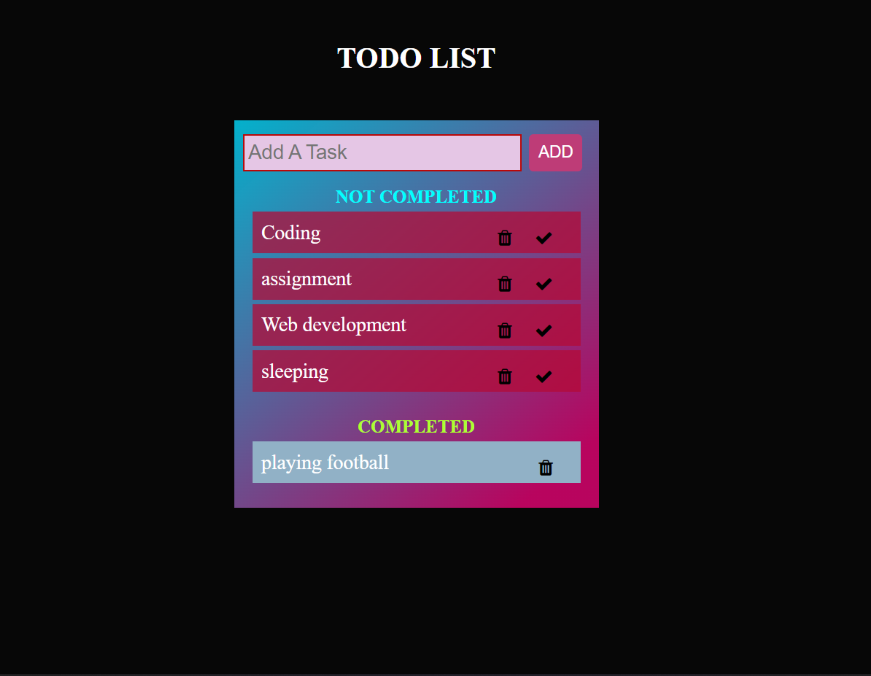 TODO LIST
Add A Task
ADD
NOT COMPLETED
Coding
assignment
Web development
sleeping
COMPLETED
playing football